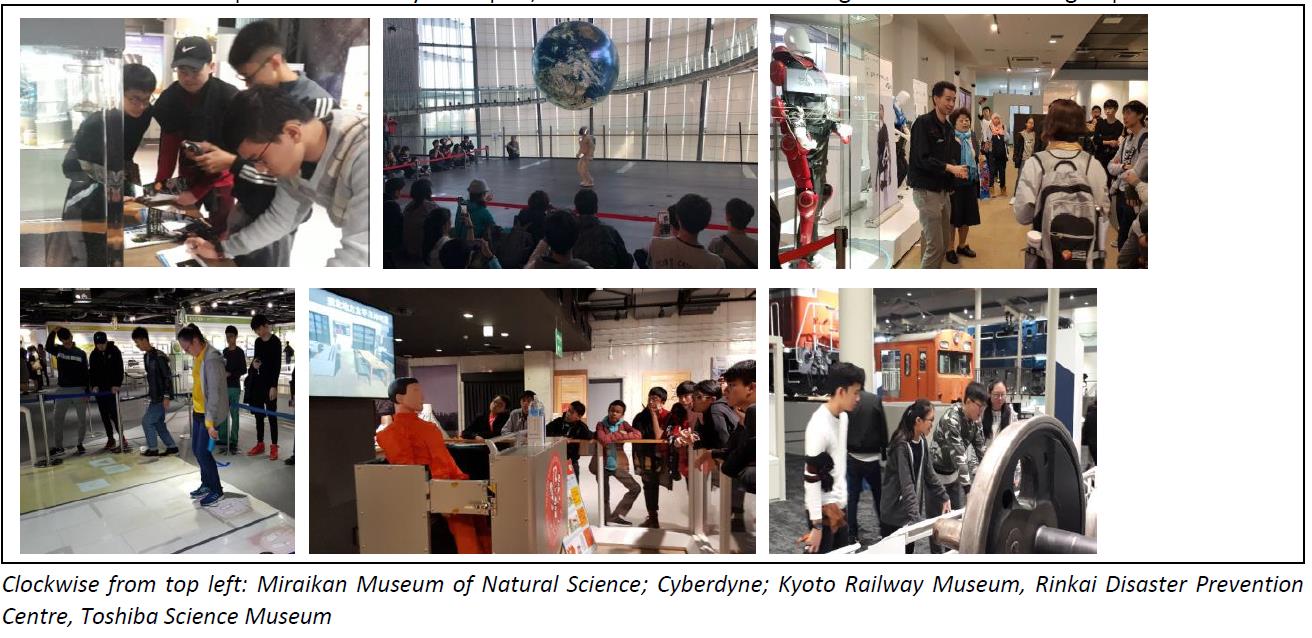 Clockwise from top left: Miraikan Museum of Natural Science; Cyberdyne; Kyoto Railway Museum, Rinkai Disaster Prevention
Centre, Toshiba Science Museum